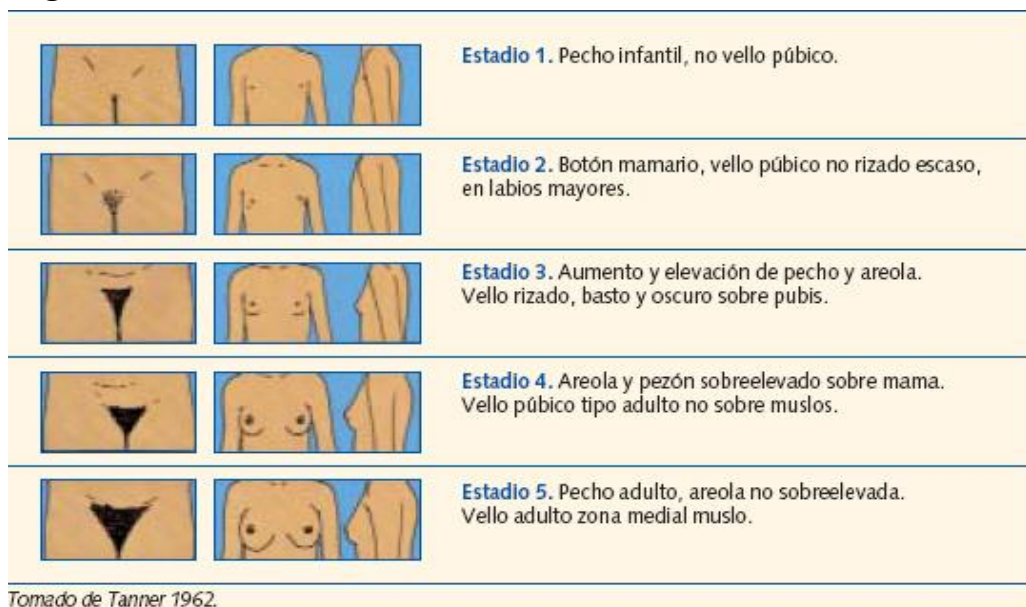 Estadio 1. Pecho infantil, no vello púbico.
Estadio 2. Botón mamario, vello púbico no rizado escaso,
en labios mayores.
Estadio 3. Aumento y elevación de pecho y areola.
Vello rizado, basto y oscuro sobre pubis.
Estadio 4. Areola y pezón sobreelevado sobre mama.
Vello púbico tipo adulto no sobre muslos.
Estadio 5. Pecho adulto, areola no sobreelevada.
Vello adulto zona medial muslo.
Tomado de Tanner 1962.